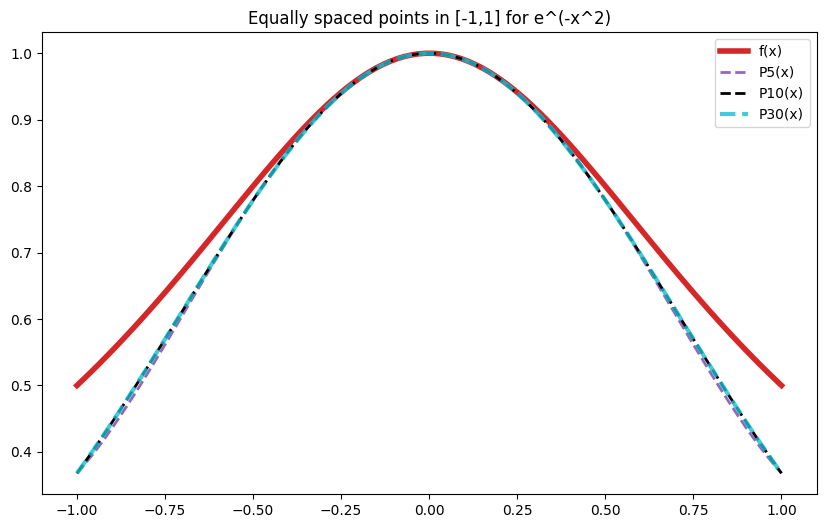 Equally spaced points in [-1,1] for e^(-x^2)
f(x)
P5(x)
P10(x)
P30(x)
1.0
0.9
0.8
0.7
0.6
0.5
0.4
−1.00 −0.75 −0.50 −0.25 0.00 0.25 0.50 0.75 1.00